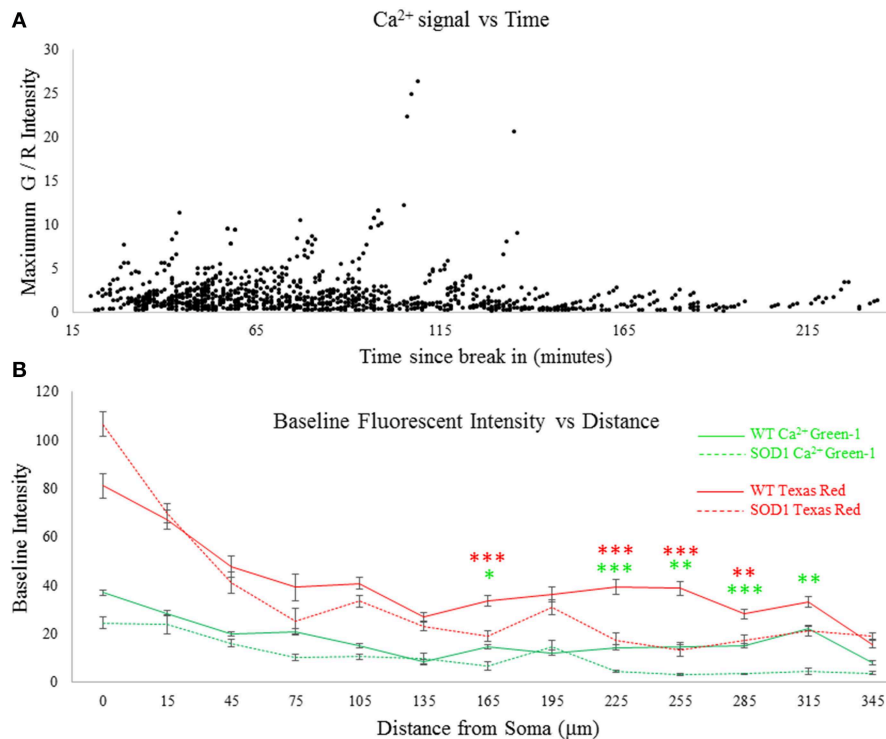 A
Ca²⁺ signal vs Time
Maxiumum G / R Intensity
30
25
20
15
10
5
0
15 65 115 165 215
Time since break in (minutes)
B
Baseline Fluorescent Intensity vs Distance
WT Ca²⁺ Green-1
SOD1 Ca²⁺ Green-1
WT Texas Red
SOD1 Texas Red
Baseline Intensity
120
100
80
60
40
20
0
*** *** *** **
* *** ** *** **
0 15 45 75 105 135 165 195 225 255 285 315 345
Distance from Soma (µm)